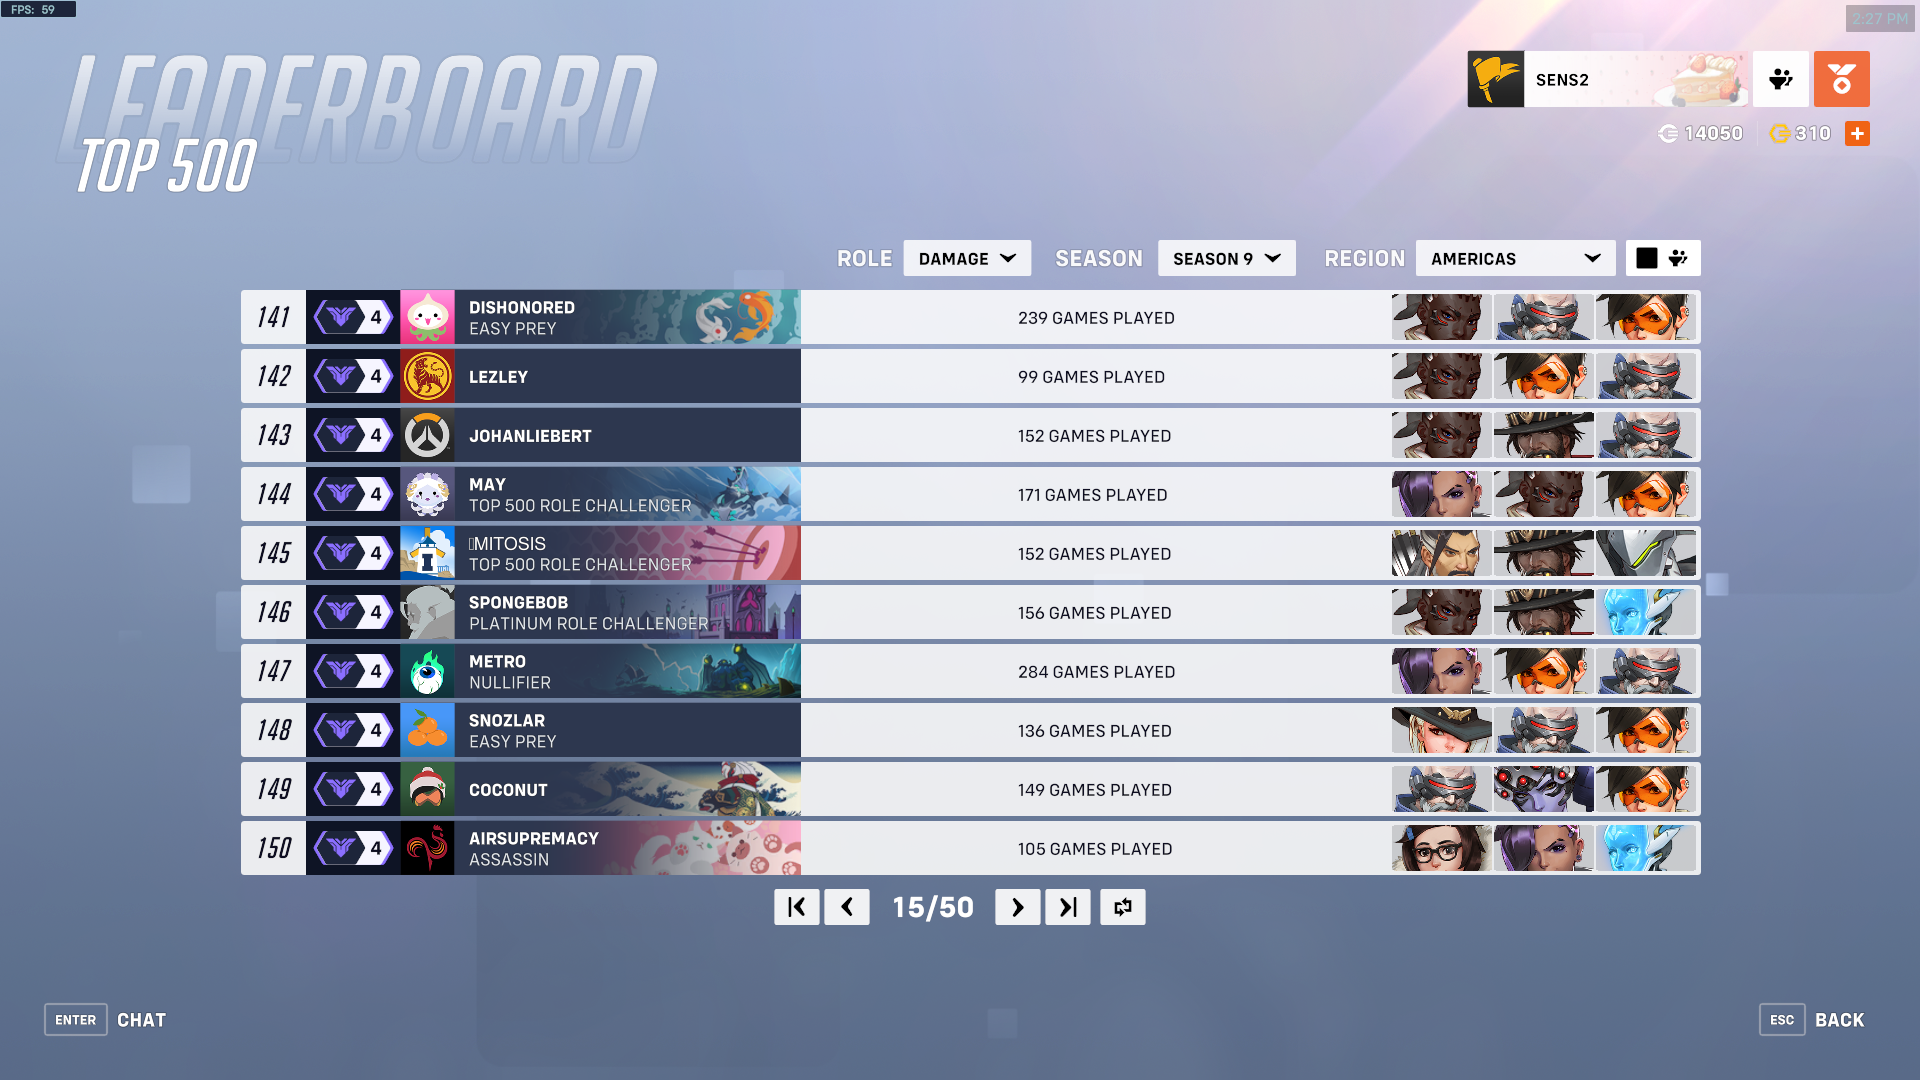 FPS: 59
2:27 PM
LEADERBOARD
TOP 500
SENS2
14050
310
ROLE DAMAGE SEASON SEASON 9 REGION AMERICAS
141 4 DISHONORED 239 GAMES PLAYED
EASY PREY
142 4 LEZLEY 99 GAMES PLAYED
143 4 JOHANLIEBERT 152 GAMES PLAYED
144 4 MAY 171 GAMES PLAYED
TOP 500 ROLE CHALLENGER
145 4 MITOSIS 152 GAMES PLAYED
TOP 500 ROLE CHALLENGER
146 4 SPONGEBOB 156 GAMES PLAYED
PLATINUM ROLE CHALLENGER
147 4 METRO 284 GAMES PLAYED
NULLIFIER
148 4 SNOZLAR 136 GAMES PLAYED
EASY PREY
149 4 COCONUT 149 GAMES PLAYED
150 4 AIRSUPREMACY 105 GAMES PLAYED
ASSASSIN
15/50
ENTER CHAT
ESC BACK